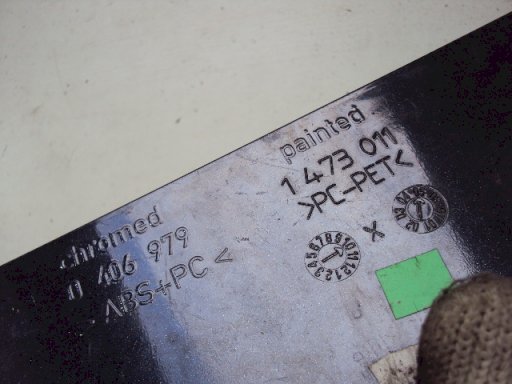 painted
1 473 011
>PC-PET<
X
chromed
0 406 979
ABS+PC <